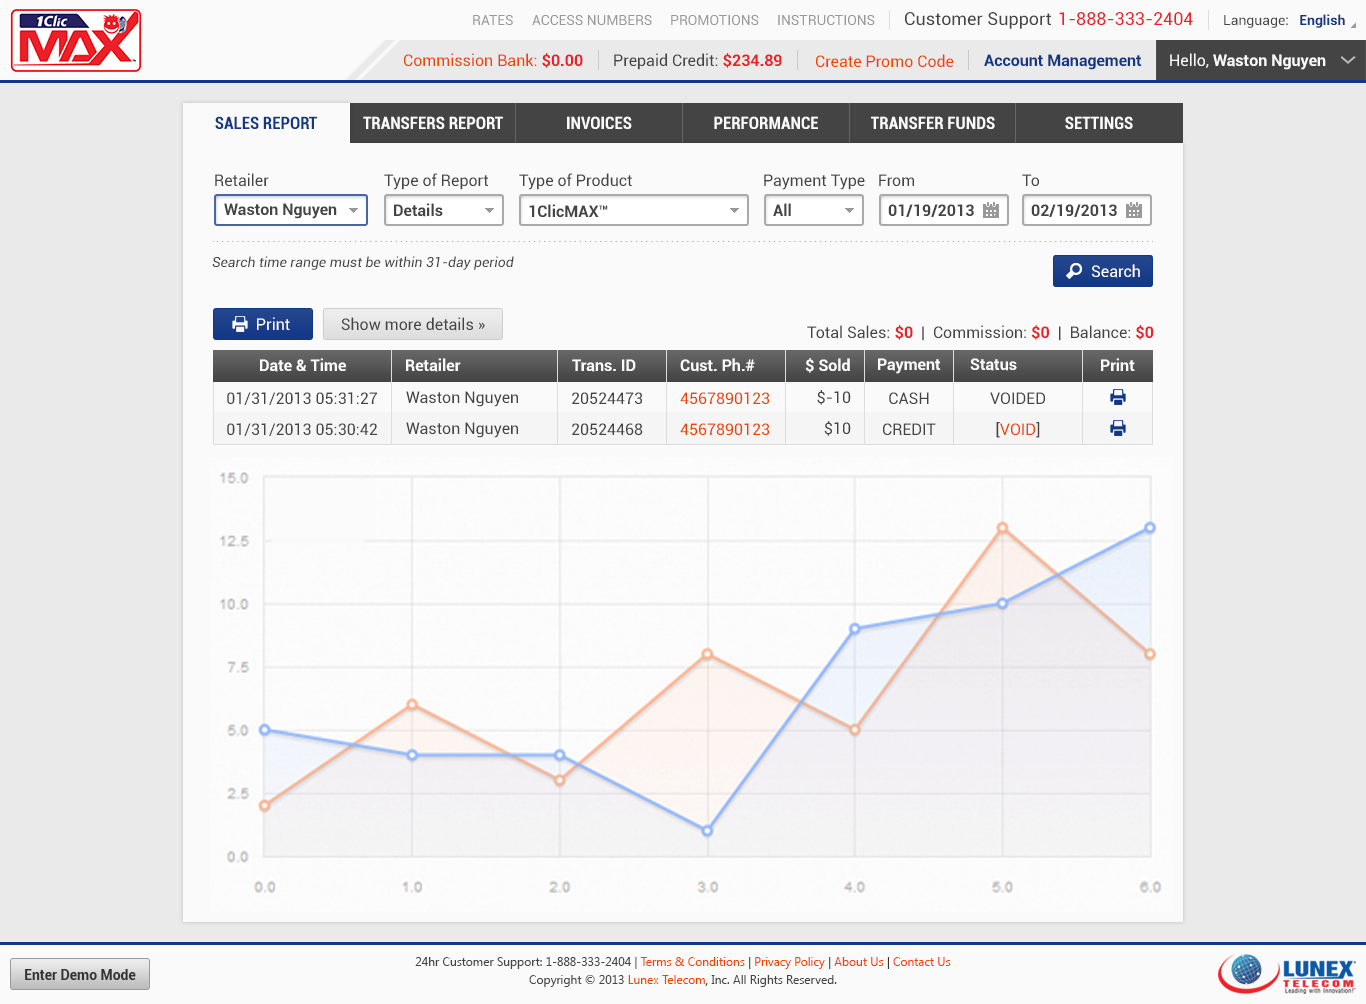 1Clic
MAX
RATES ACCESS NUMBERS PROMOTIONS INSTRUCTIONS Customer Support 1-888-333-2404 Language: English
Commission Bank: $0.00 Prepaid Credit: $234.89 Create Promo Code Account Management Hello, Waston Nguyen
SALES REPORT TRANSFERS REPORT INVOICES PERFORMANCE TRANSFER FUNDS SETTINGS
Retailer Type of Report Type of Product Payment Type From To
Waston Nguyen Details 1ClicMAX™ All 01/19/2013 02/19/2013
Search time range must be within 31-day period
Search
Print Show more details »
Total Sales: $0 | Commission: $0 | Balance: $0
Date & Time Retailer Trans. ID Cust. Ph.# $ Sold Payment Status Print
01/31/2013 05:31:27 Waston Nguyen 20524473 4567890123 $-10 CASH VOIDED
01/31/2013 05:30:42 Waston Nguyen 20524468 4567890123 $10 CREDIT [VOID]
15.0
12.5
10.0
7.5
5.0
2.5
0.0
0.0 1.0 2.0 3.0 4.0 5.0 6.0
Enter Demo Mode
24hr Customer Support: 1-888-333-2404 | Terms & Conditions | Privacy Policy | About Us | Contact Us
Copyright © 2013 Lunex Telecom, Inc. All Rights Reserved.
LUNEX
TELECOM
Leading with Innovation!